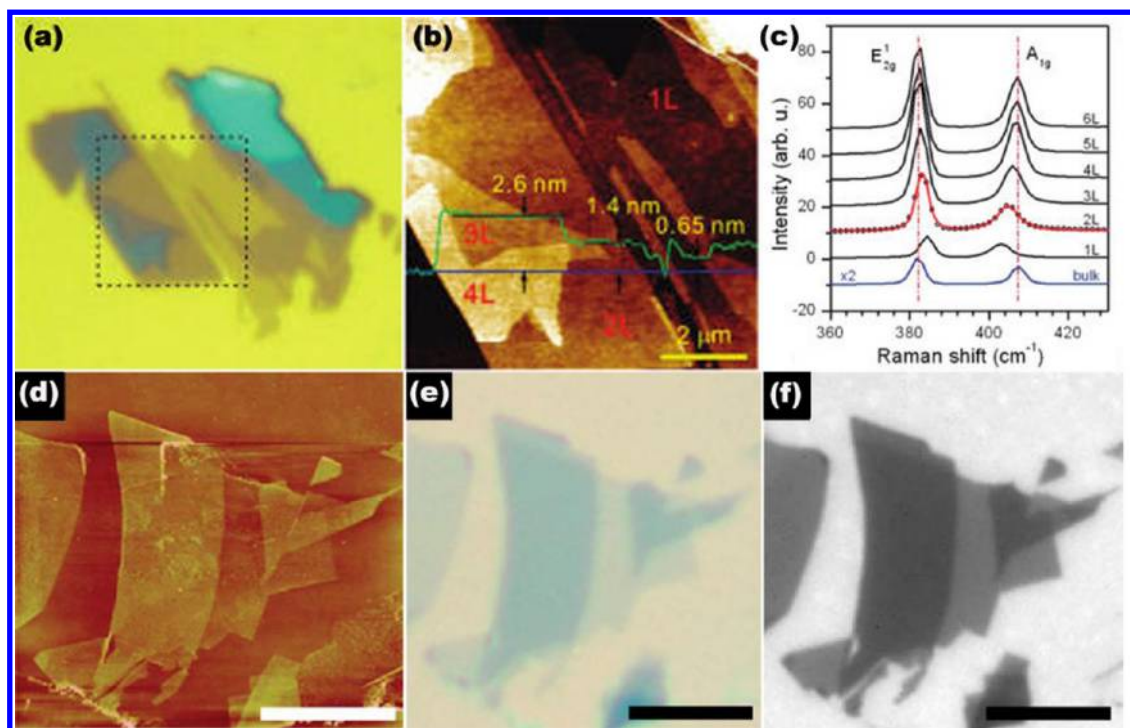 (a)
(b)
1L
2.6 nm
1.4 nm
0.65 nm
3L
4L
2L
2 μm
(c)
E¹₂g
A₁g
80
60
40
20
0
-20
Intensity (arb. u.)
6L
5L
4L
3L
2L
1L
x2
bulk
360
380
400
420
Raman shift (cm⁻¹)
(d)
(e)
(f)